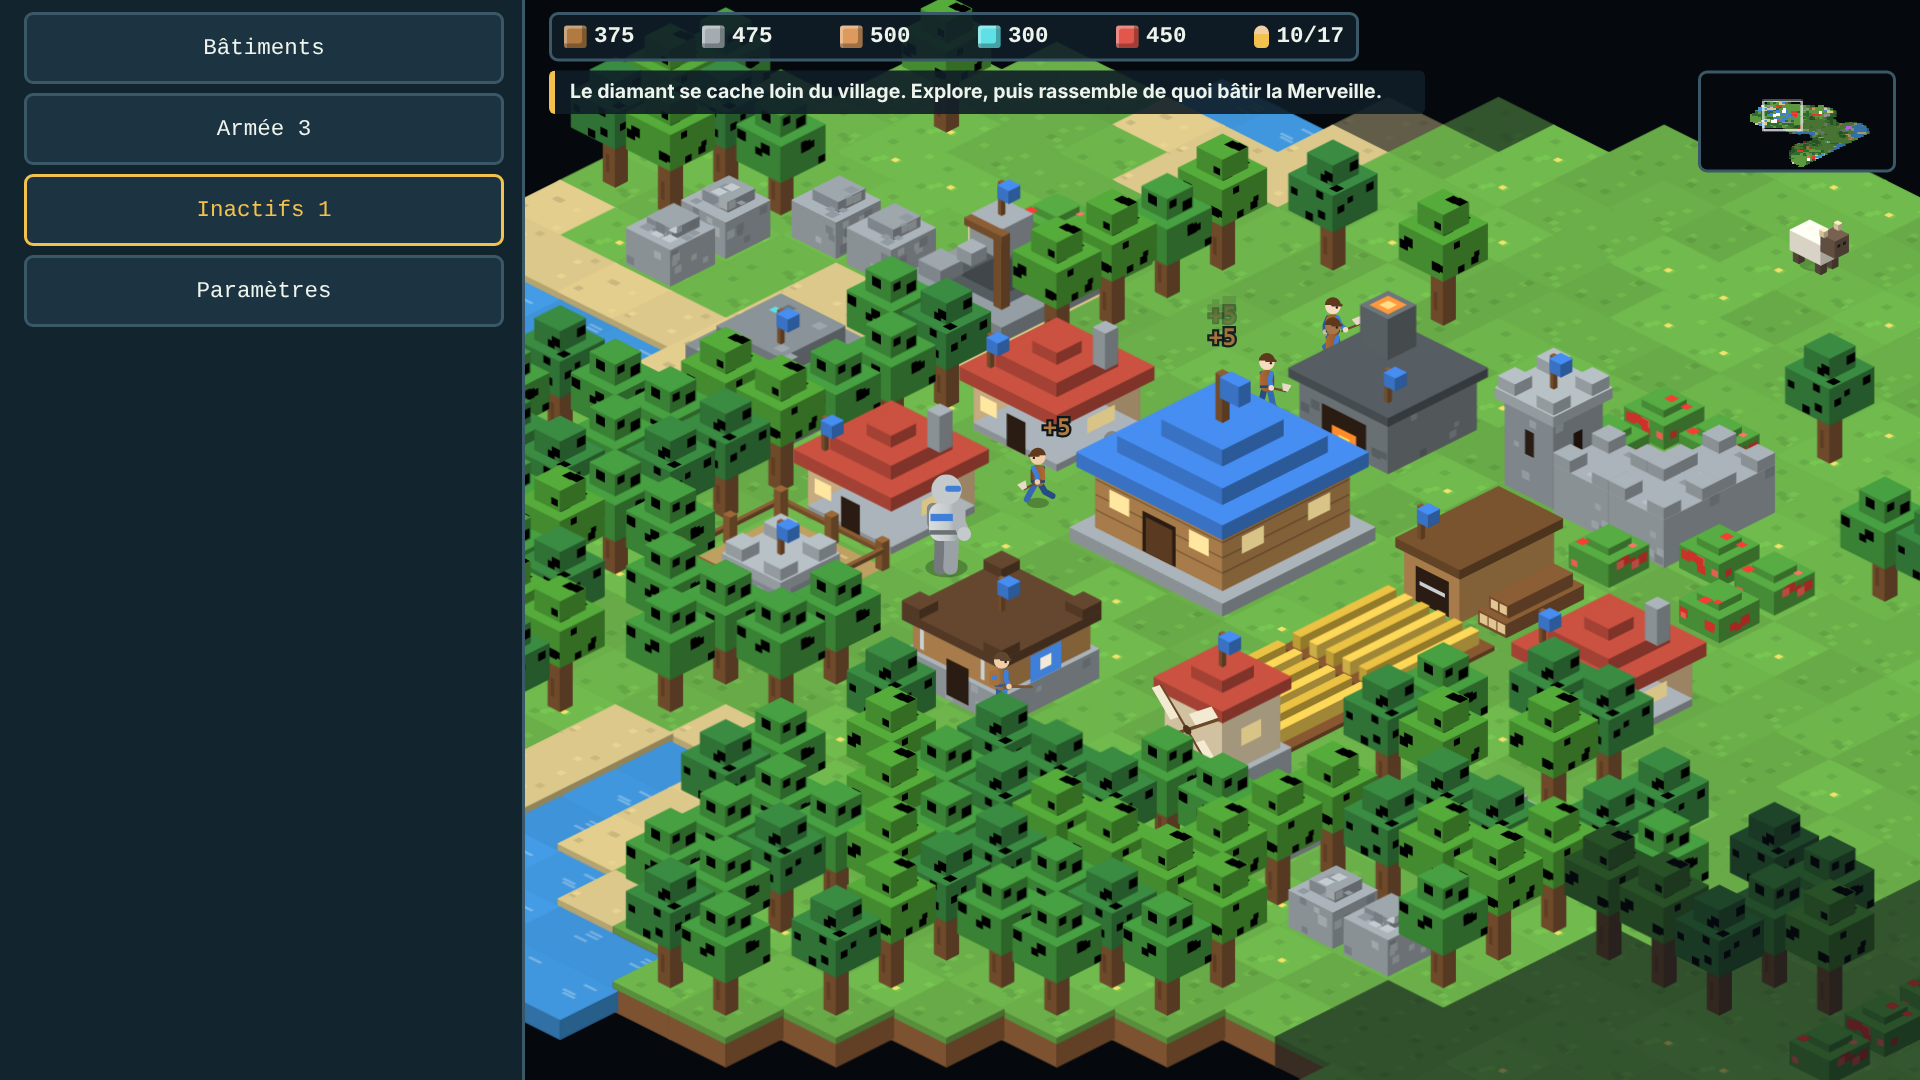 Bâtiments
Armée 3
Inactifs 1
Paramètres
375 475 500 300 450 10/17
Le diamant se cache loin du village. Explore, puis rassemble de quoi bâtir la Merveille.
+5
+5
+5